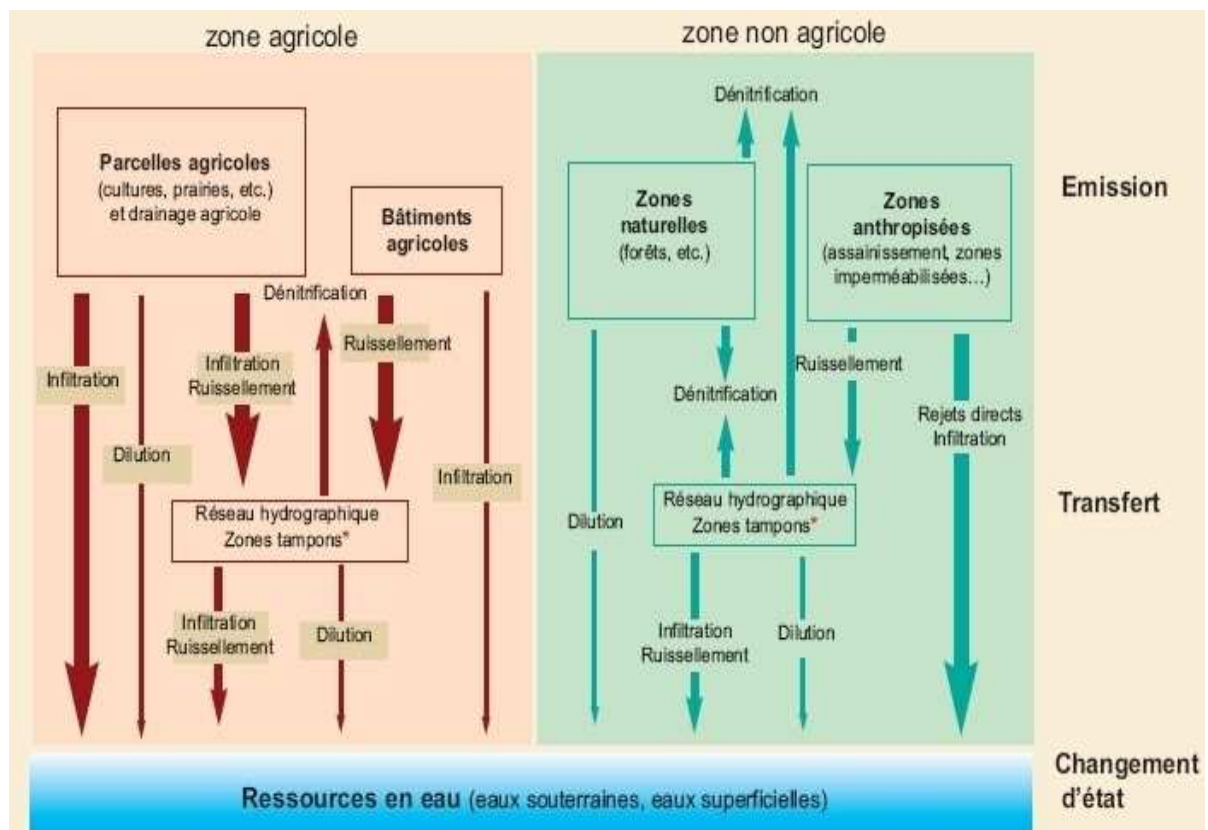 zone agricole
zone non agricole
Parcelles agricoles
(cultures, prairies, etc.)
et drainage agricole
Bâtiments
agricoles
Dénitrification
Infiltration
Dilution
Infiltration
Ruissellement
Ruissellement
Infiltration
Réseau hydrographique
Zones tampons*
Infiltration
Ruissellement
Dilution
Dénitrification
Zones
naturelles
(forêts, etc.)
Zones
anthropisées
(assainissement, zones
imperméabilisées...)
Dénitrification
Ruissellement
Rejets directs
Infiltration
Dilution
Réseau hydrographique
Zones tampons*
Infiltration
Ruissellement
Dilution
Emission
Transfert
Changement
d'état
Ressources en eau (eaux souterraines, eaux superficielles)